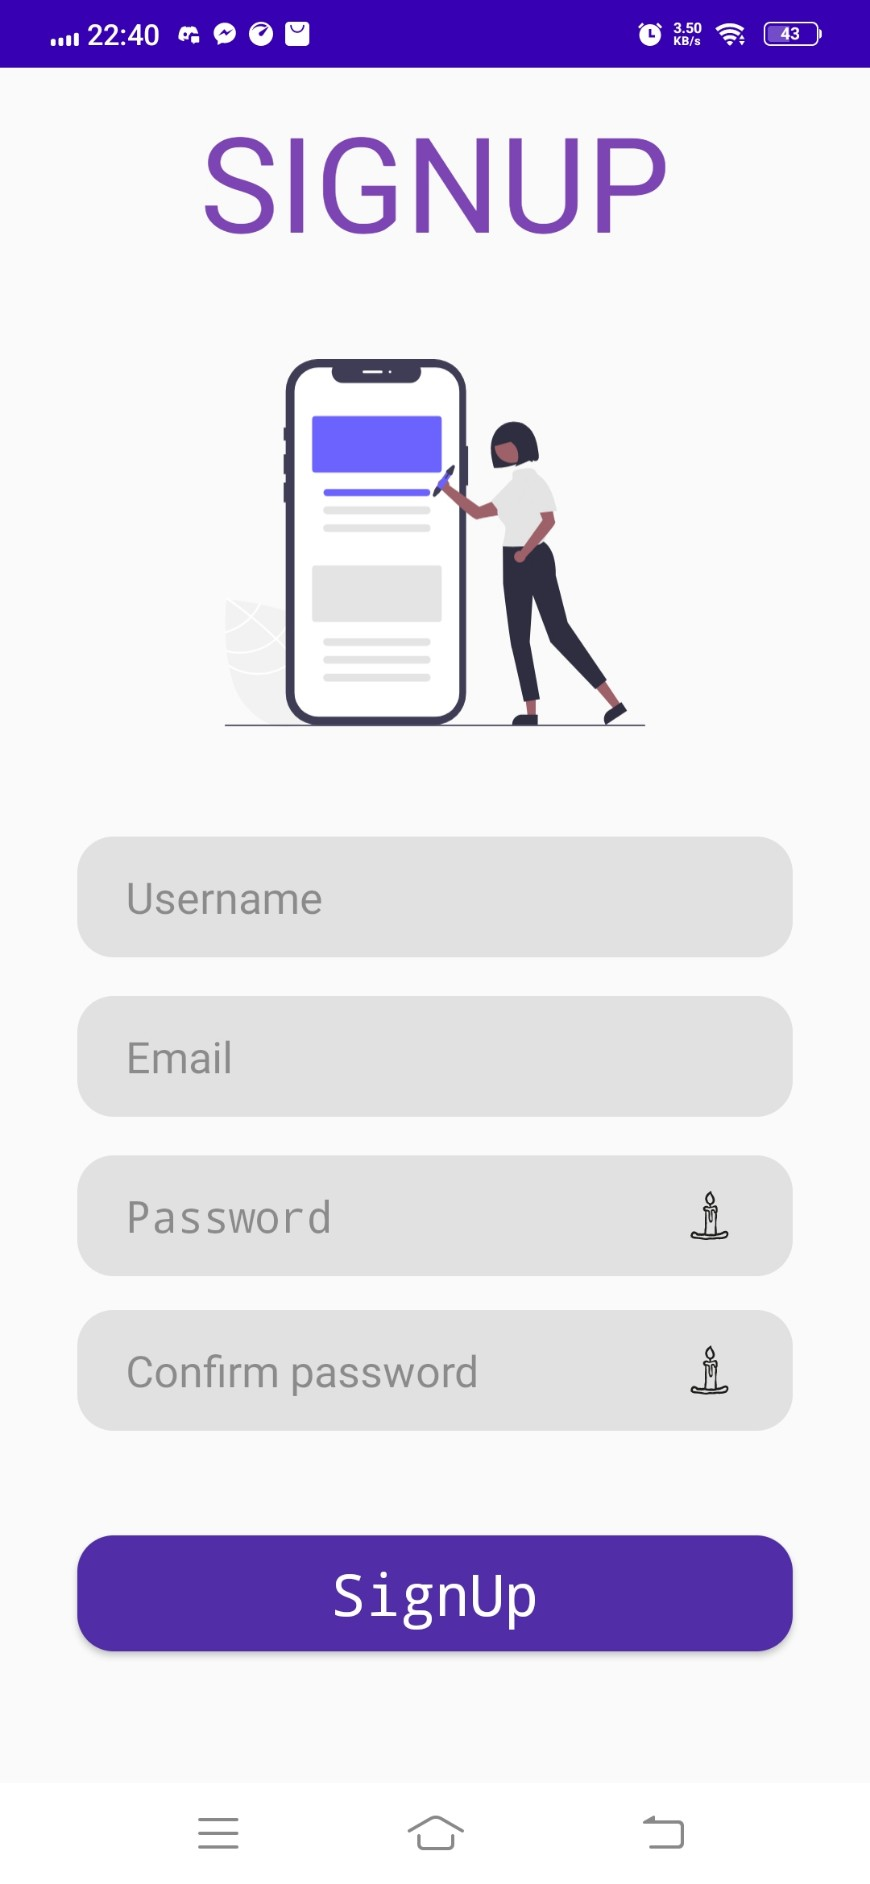 22:40 3.50 KB/s 43
SIGNUP
Username
Email
Password
Confirm password
SignUp